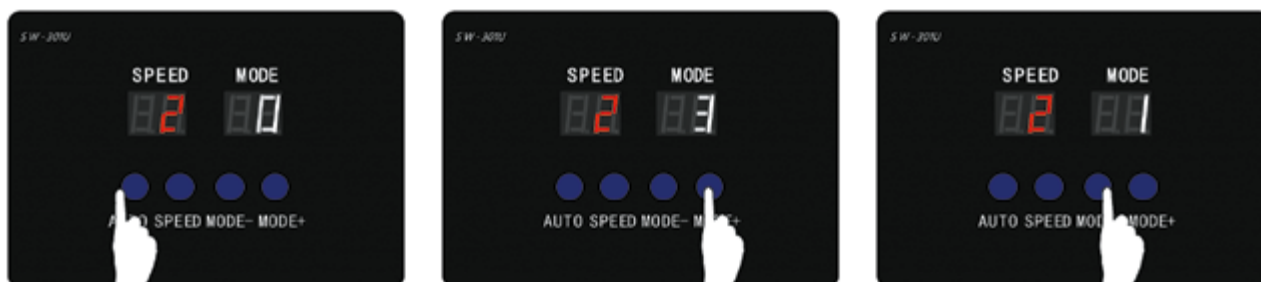 SW-301U
SPEED MODE
2 0
SPEED MODE- MODE+
SW-301U
SPEED MODE
2 3
AUTO SPEED MODE-
SW-301U
SPEED MODE
2 1
AUTO SPEED MODE+